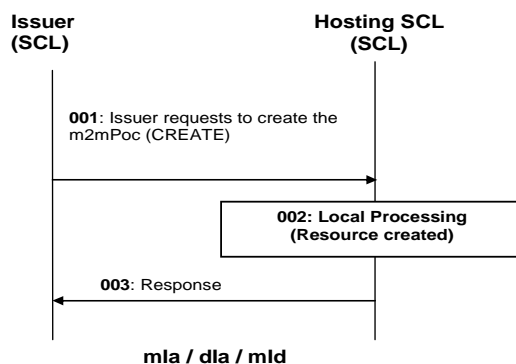 Issuer
(SCL)
Hosting SCL
(SCL)
001: Issuer requests to create the
m2mPoc (CREATE)
002: Local Processing
(Resource created)
003: Response
mIa / dIa / mId